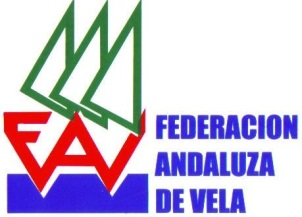 FAV
FEDERACION
ANDALUZA
DE VELA